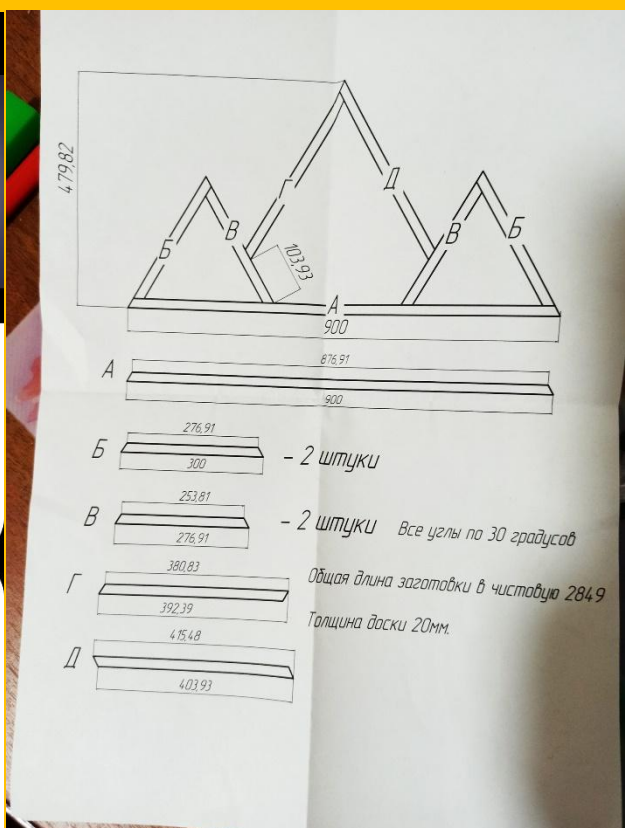 479,82
Г
Д
Б
В
В
Б
103,93
А
900
876,91
А
900
276,91
Б
- 2 штуки
300
253,81
В
- 2 штуки Все углы по 30 градусов
276,91
380,83
Г
Общая длина заготовки в чистовую 2849
392,39
Толщина доски 20мм.
415,48
Д
403,93